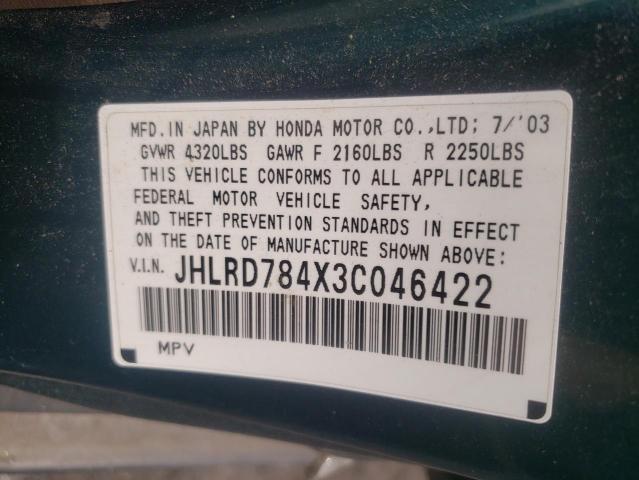 MFD.IN JAPAN BY HONDA MOTOR CO.,LTD; 7/'03
GVWR 4320LBS GAWR F 2160LBS R 2250LBS
THIS VEHICLE CONFORMS TO ALL APPLICABLE
FEDERAL MOTOR VEHICLE SAFETY,
AND THEFT PREVENTION STANDARDS IN EFFECT
ON THE DATE OF MANUFACTURE SHOWN ABOVE:
V.I.N. JHLRD784X3C046422
MPV